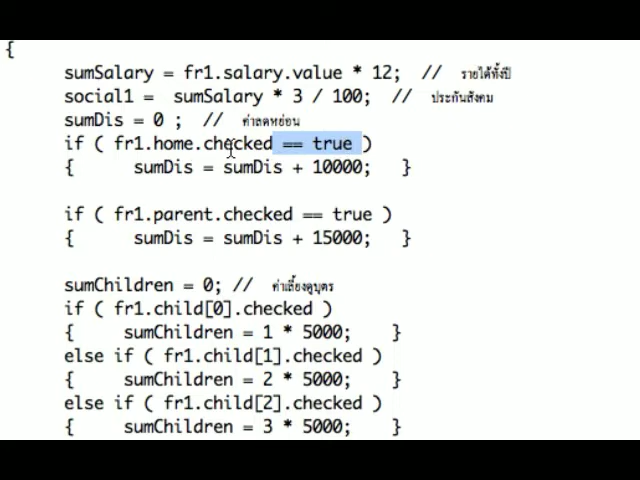 {
sumSalary = fr1.salary.value * 12; // รายได้ทั้งปี
social1 = sumSalary * 3 / 100; // ประกันสังคม
sumDis = 0 ; // ค่าลดหย่อน
if ( fr1.home.checked == true )
{ sumDis = sumDis + 10000; }
if ( fr1.parent.checked == true )
{ sumDis = sumDis + 15000; }
sumChildren = 0; // ค่าเลี้ยงดูบุตร
if ( fr1.child[0].checked )
{ sumChildren = 1 * 5000; }
else if ( fr1.child[1].checked )
{ sumChildren = 2 * 5000; }
else if ( fr1.child[2].checked )
{ sumChildren = 3 * 5000; }